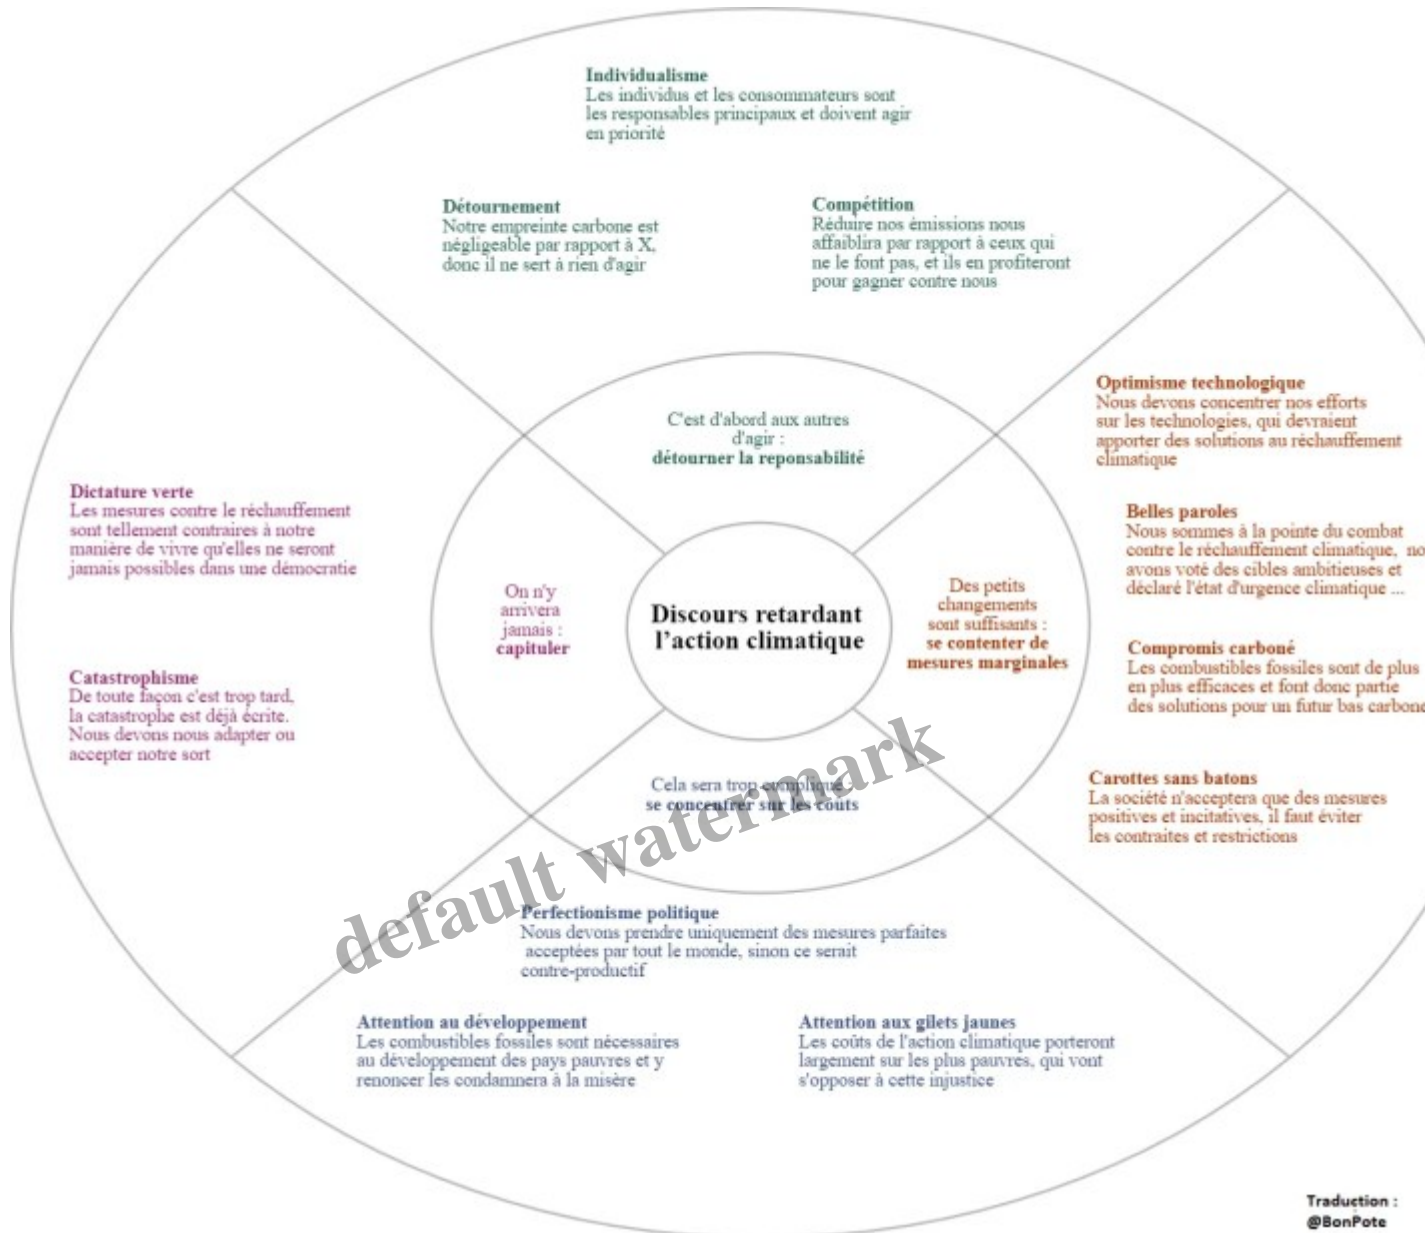 Individualisme
Les individus et les consommateurs sont
les responsables principaux et doivent agir
en priorité
Détournement
Notre empreinte carbone est
négligeable par rapport à X,
donc il ne sert à rien d'agir
Compétition
Réduire nos émissions nous
affaiblira par rapport à ceux qui
ne le font pas, et ils en profiteront
pour gagner contre nous
C'est d'abord aux autres
d'agir :
détourner la reponsabilité
Optimisme technologique
Nous devons concentrer nos efforts
sur les technologies, qui devraient
apporter des solutions au réchauffement
climatique
Belles paroles
Nous sommes à la pointe du combat
contre le réchauffement climatique, no
avons voté des cibles ambitieuses et
déclaré l'état d'urgence climatique ...
Compromis carboné
Les combustibles fossiles sont de plus
en plus efficaces et font donc partie
des solutions pour un futur bas carbone
Carottes sans batons
La société n'acceptera que des mesures
positives et incitatives, il faut éviter
les contraites et restrictions
Des petits
changements
sont suffisants :
se contenter de
mesures marginales
Discours retardant
l'action climatique
On n'y
arrivera
jamais :
capituler
Dictature verte
Les mesures contre le réchauffement
sont tellement contraires à notre
manière de vivre qu'elles ne seront
jamais possibles dans une démocratie
Catastrophisme
De toute façon c'est trop tard,
la catastrophe est déjà écrite.
Nous devons nous adapter ou
accepter notre sort
Cela sera trop compliqué :
se concentrer sur les coûts
default watermark
Perfectionisme politique
Nous devons prendre uniquement des mesures parfaites
acceptées par tout le monde, sinon ce serait
contre-productif
Attention au développement
Les combustibles fossiles sont nécessaires
au développement des pays pauvres et y
renoncer les condamnera à la misère
Attention aux gilets jaunes
Les coûts de l'action climatique porteront
largement sur les plus pauvres, qui vont
s'opposer à cette injustice
Traduction :
@BonPote